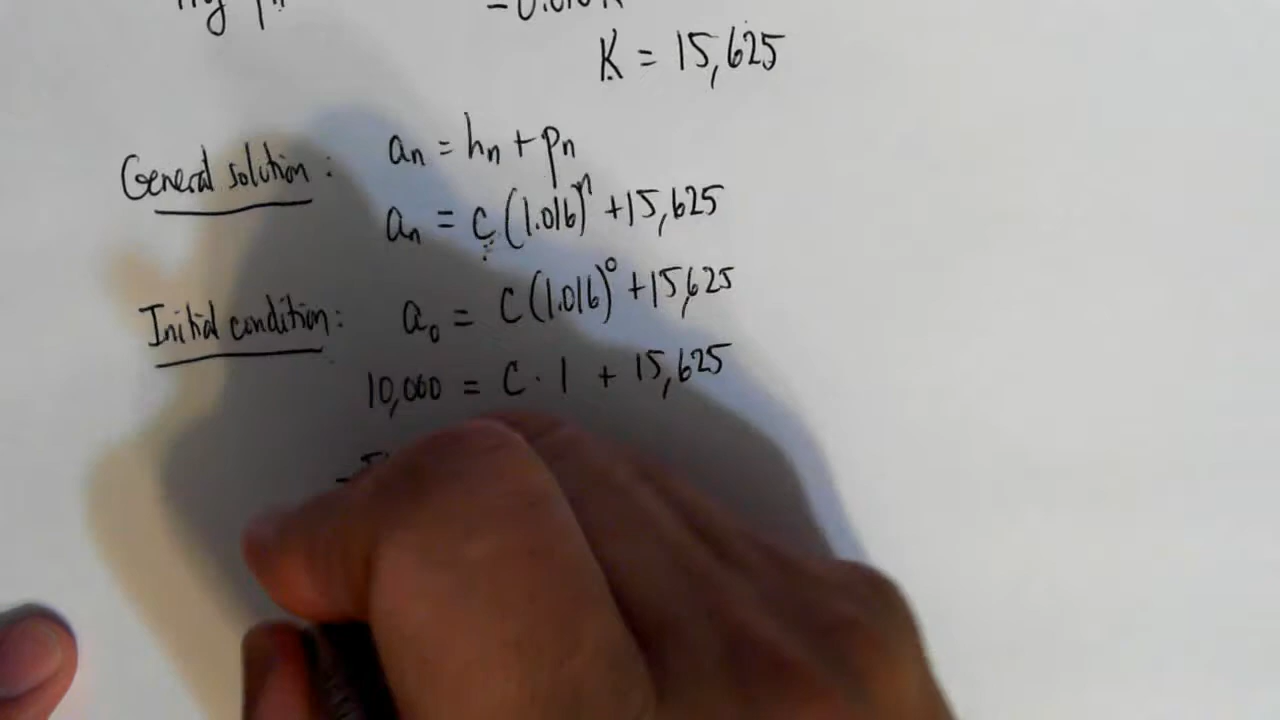 K = 15,625
General solution: aₙ = hₙ + pₙ
aₙ = C(1.016)ⁿ + 15,625
Initial condition: a₀ = C(1.016)⁰ + 15,625
10,000 = C · 1 + 15,625